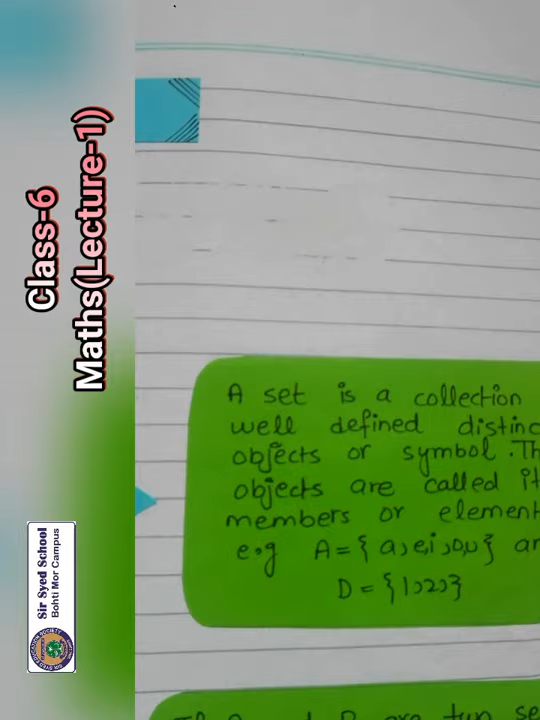 Class-6
Maths(Lecture-1)
Sir Syed School
Bohti Mor Campus
A set is a collection
well defined distinc
objects or symbol. Th
objects are called it
members or element
e.g A = { a, e, i, o, u } an
D = { 1, 2, 3 }